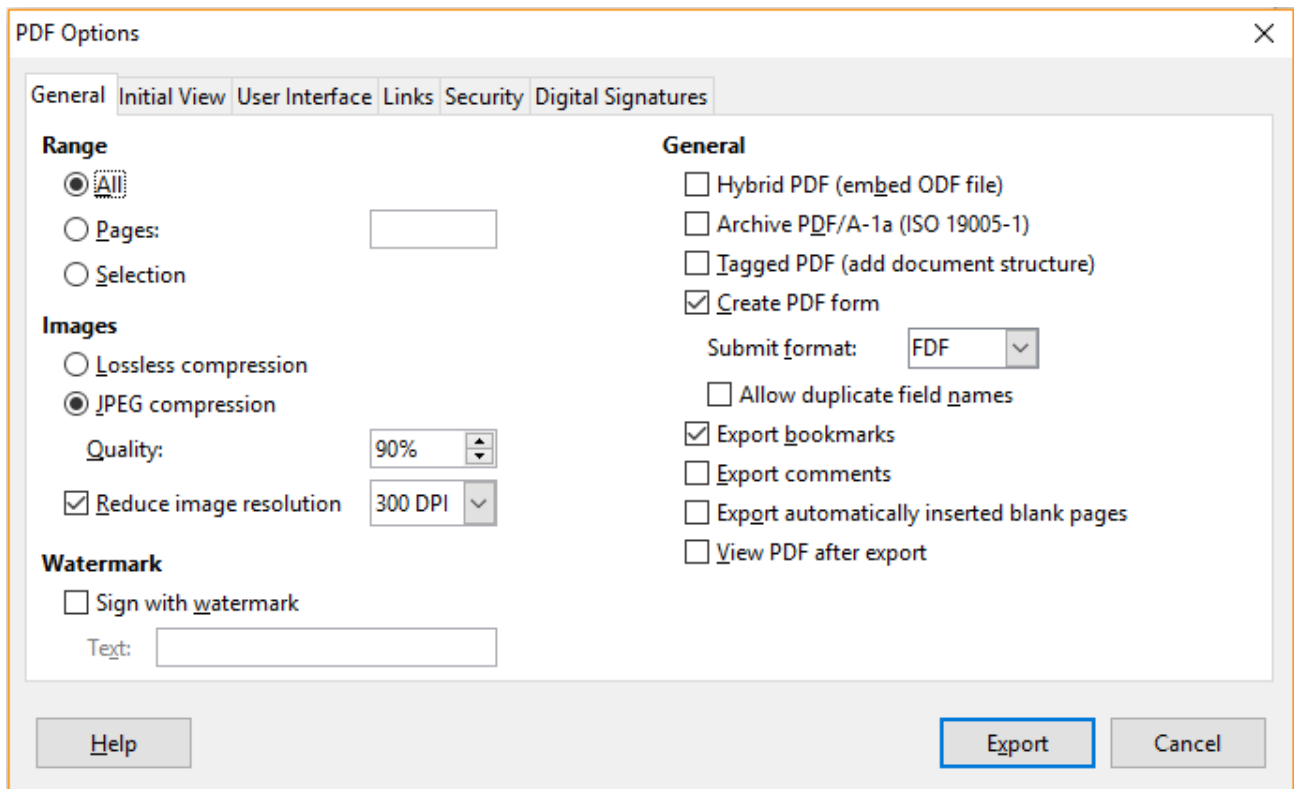 PDF Options
General Initial View User Interface Links Security Digital Signatures
Range
All
Pages:
Selection
Images
Lossless compression
JPEG compression
Quality: 90%
Reduce image resolution 300 DPI
Watermark
Sign with watermark
Text:
General
Hybrid PDF (embed ODF file)
Archive PDF/A-1a (ISO 19005-1)
Tagged PDF (add document structure)
Create PDF form
Submit format: FDF
Allow duplicate field names
Export bookmarks
Export comments
Export automatically inserted blank pages
View PDF after export
Help Export Cancel